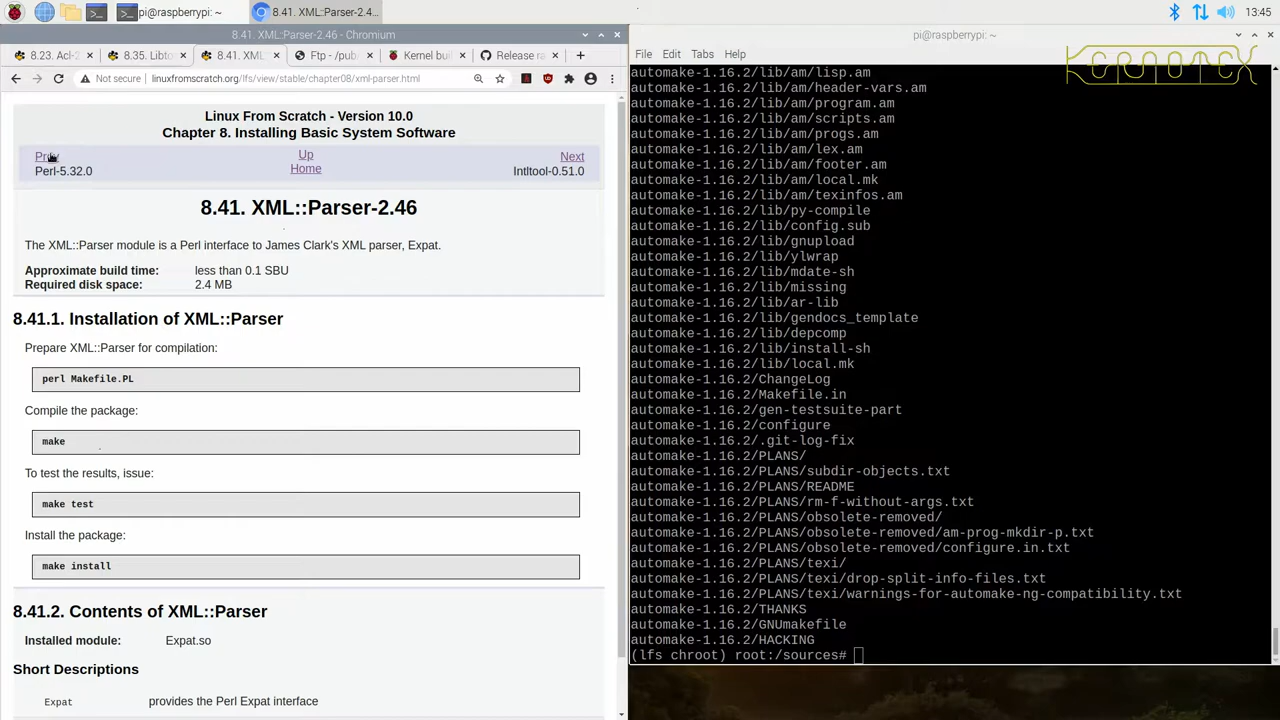 pi@raspberrypi: ~
8.41. XML::Parser-2.4...
13:45
8.41. XML::Parser-2.46 - Chromium
pi@raspberrypi: ~
8.23. Acl-2
8.35. Libto
8.41. XML:
Ftp - /pub
Kernel buil
Release ra
Not secure
linuxfromscratch.org/lfs/view/stable/chapter08/xml-parser.html
File
Edit
Tabs
Help
KERNOTEX
Linux From Scratch - Version 10.0
Chapter 8. Installing Basic System Software
Prev
Up
Next
Perl-5.32.0
Home
Intltool-0.51.0
8.41. XML::Parser-2.46
The XML::Parser module is a Perl interface to James Clark's XML parser, Expat.
Approximate build time: less than 0.1 SBU
Required disk space: 2.4 MB
8.41.1. Installation of XML::Parser
Prepare XML::Parser for compilation:
perl Makefile.PL
Compile the package:
make
To test the results, issue:
make test
Install the package:
make install
8.41.2. Contents of XML::Parser
Installed module: Expat.so
Short Descriptions
Expat provides the Perl Expat interface
automake-1.16.2/lib/am/lisp.am
automake-1.16.2/lib/am/header-vars.am
automake-1.16.2/lib/am/program.am
automake-1.16.2/lib/am/scripts.am
automake-1.16.2/lib/am/progs.am
automake-1.16.2/lib/am/lex.am
automake-1.16.2/lib/am/footer.am
automake-1.16.2/lib/am/local.mk
automake-1.16.2/lib/am/texinfos.am
automake-1.16.2/lib/py-compile
automake-1.16.2/lib/config.sub
automake-1.16.2/lib/gnupload
automake-1.16.2/lib/ylwrap
automake-1.16.2/lib/mdate-sh
automake-1.16.2/lib/missing
automake-1.16.2/lib/ar-lib
automake-1.16.2/lib/gendocs_template
automake-1.16.2/lib/depcomp
automake-1.16.2/lib/install-sh
automake-1.16.2/lib/local.mk
automake-1.16.2/ChangeLog
automake-1.16.2/Makefile.in
automake-1.16.2/gen-testsuite-part
automake-1.16.2/configure
automake-1.16.2/.git-log-fix
automake-1.16.2/PLANS/
automake-1.16.2/PLANS/subdir-objects.txt
automake-1.16.2/PLANS/README
automake-1.16.2/PLANS/rm-f-without-args.txt
automake-1.16.2/PLANS/obsolete-removed/
automake-1.16.2/PLANS/obsolete-removed/am-prog-mkdir-p.txt
automake-1.16.2/PLANS/obsolete-removed/configure.in.txt
automake-1.16.2/PLANS/texi/
automake-1.16.2/PLANS/texi/drop-split-info-files.txt
automake-1.16.2/PLANS/texi/warnings-for-automake-ng-compatibility.txt
automake-1.16.2/THANKS
automake-1.16.2/GNUmakefile
automake-1.16.2/HACKING
(lfs chroot) root:/sources#